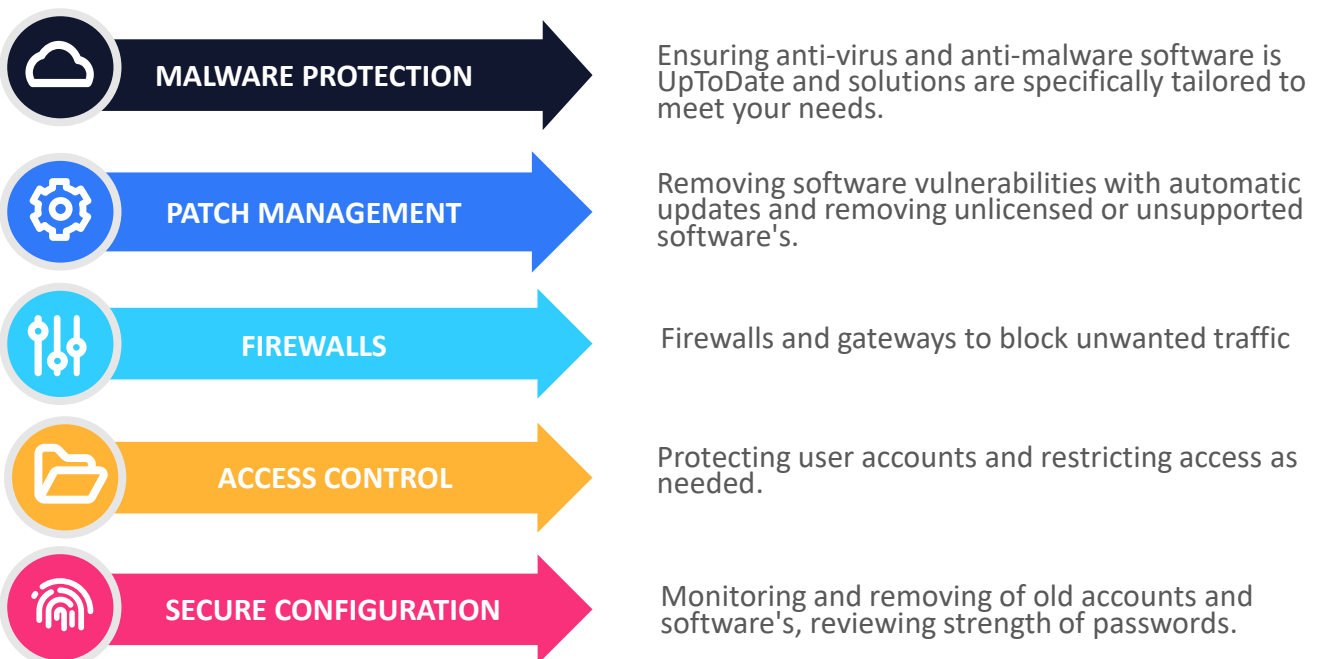 MALWARE PROTECTION
Ensuring anti-virus and anti-malware software is
UpToDate and solutions are specifically tailored to
meet your needs.
PATCH MANAGEMENT
Removing software vulnerabilities with automatic
updates and removing unlicensed or unsupported
software's.
FIREWALLS
Firewalls and gateways to block unwanted traffic
ACCESS CONTROL
Protecting user accounts and restricting access as
needed.
SECURE CONFIGURATION
Monitoring and removing of old accounts and
software's, reviewing strength of passwords.